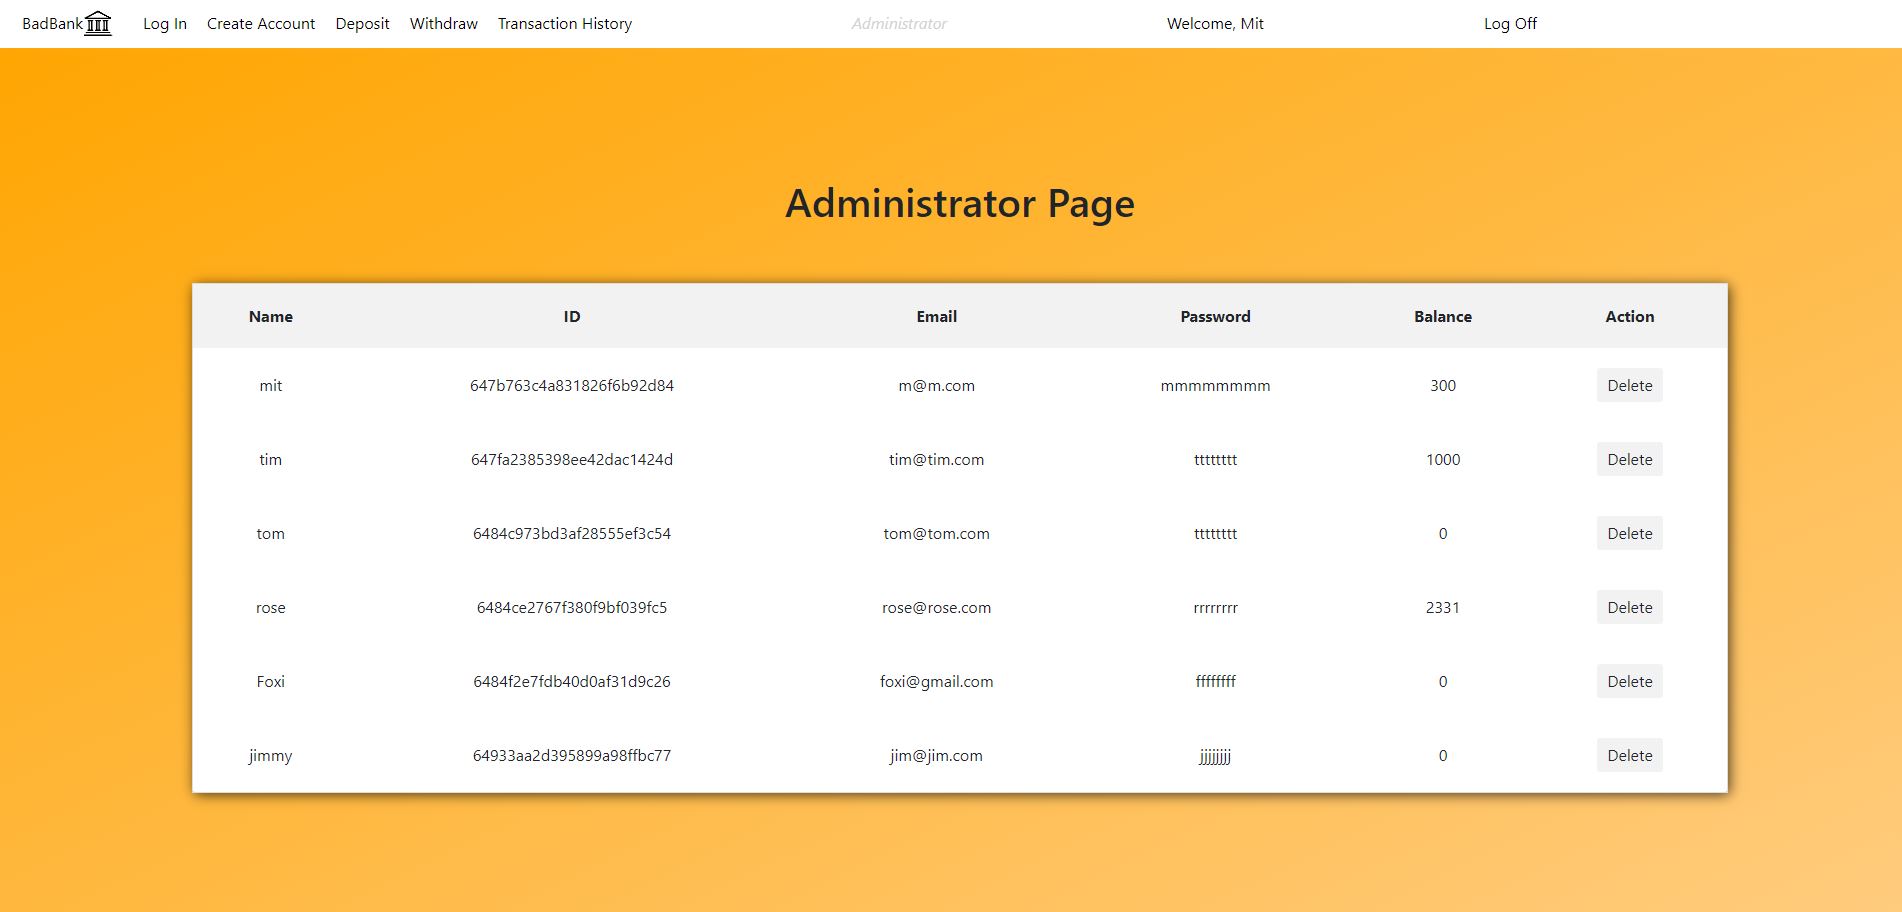 BadBank Log In Create Account Deposit Withdraw Transaction History Administrator Welcome, Mit Log Off
Administrator Page
Name ID Email Password Balance Action
mit 647b763c4a831826f6b92d84 m@m.com mmmmmmmm 300 Delete
tim 647fa2385398ee42dac1424d tim@tim.com tttttttt 1000 Delete
tom 6484c973bd3af28555ef3c54 tom@tom.com tttttttt 0 Delete
rose 6484ce2767f380f9bf039fc5 rose@rose.com rrrrrrrr 2331 Delete
Foxi 6484f2e7fdb40d0af31d9c26 foxi@gmail.com ffffffff 0 Delete
jimmy 64933aa2d395899a98ffbc77 jim@jim.com jjjjjjjj 0 Delete